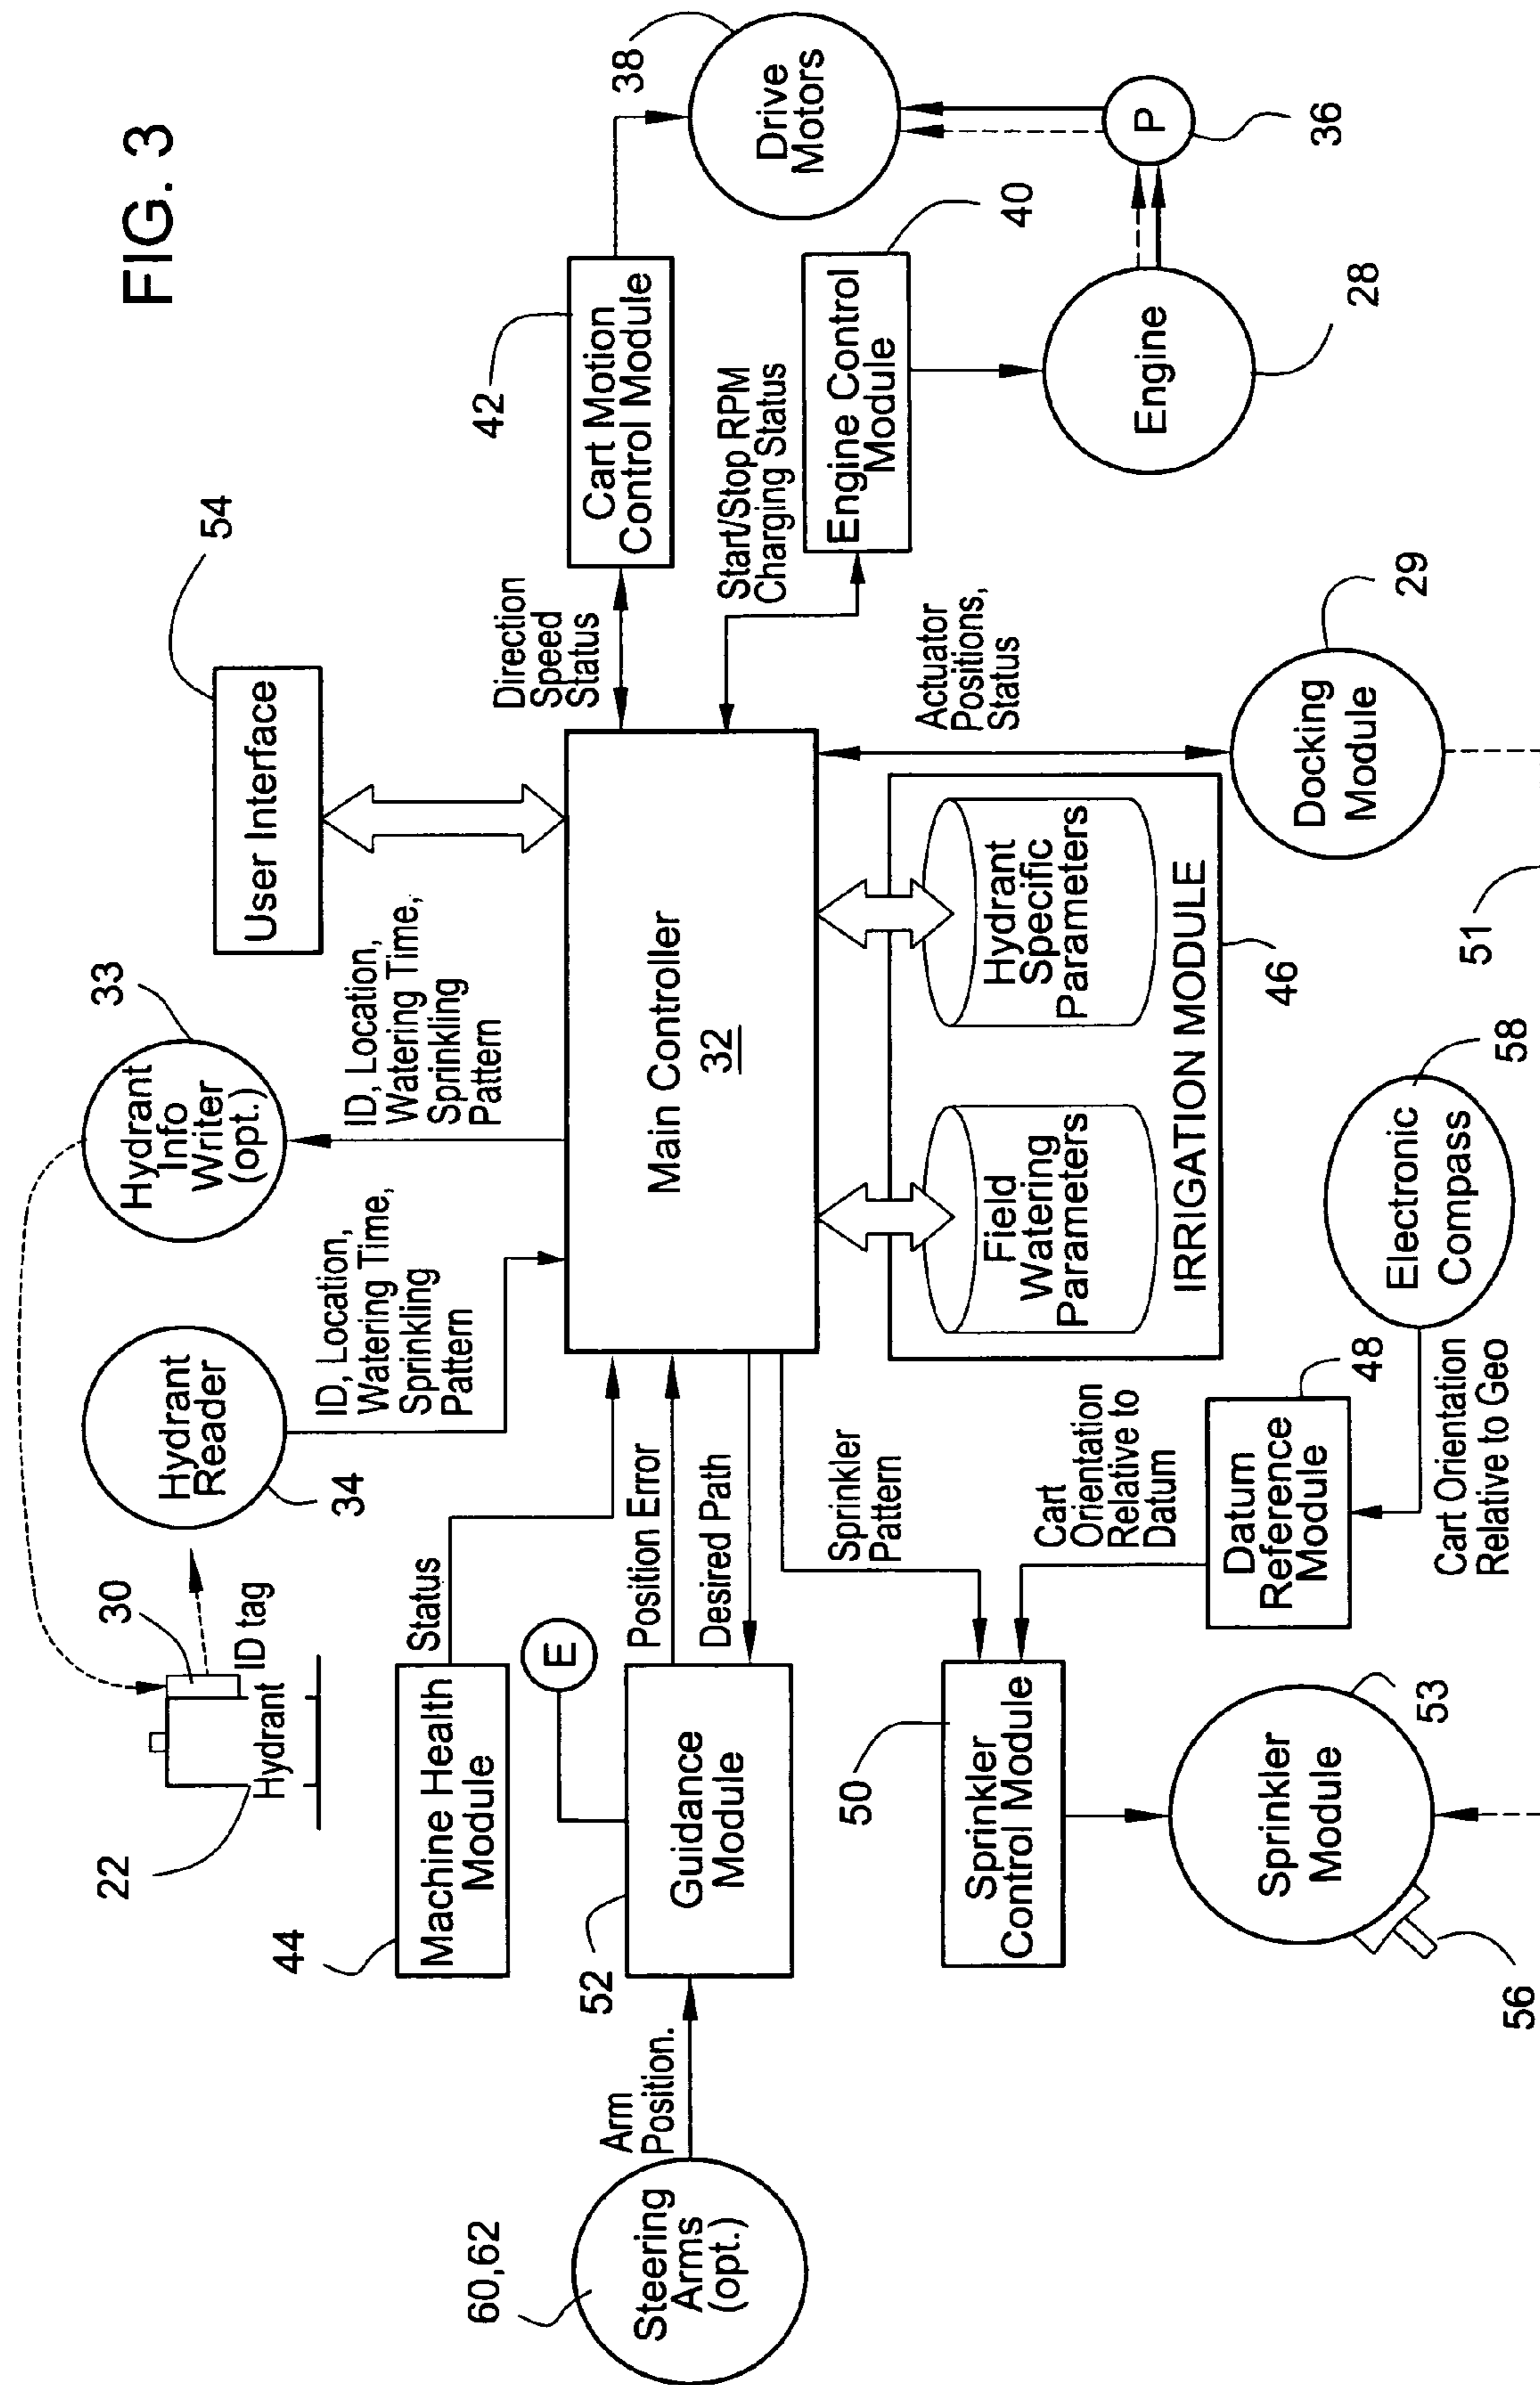 FIG. 3
22
30
Hydrant
ID tag
Hydrant
Reader
34
Hydrant
Info
Writer
(opt.)
33
User Interface
54
ID, Location,
Watering Time,
Sprinkling
Pattern
ID, Location,
Watering Time,
Sprinkling
Pattern
44
Machine Health
Module
Status
E
52
Guidance
Module
Position Error
Desired Path
60,62
Steering
Arms
(opt.)
Arm
Position.
Main Controller
32
Direction
Speed
Status
42
Cart Motion
Control Module
38
Drive
Motors
Start/Stop RPM
Charging Status
Engine Control
Module
40
Engine
28
P
36
Actuator
Positions,
Status
Docking
Module
29
51
Field
Watering
Parameters
Hydrant
Specific
Parameters
IRRIGATION MODULE
46
Sprinkler
Pattern
Cart
Orientation
Relative to
Datum
50
Sprinkler
Control Module
Datum
Reference
Module
48
Electronic
Compass
58
Cart Orientation
Relative to Geo
Sprinkler
Module
53
56